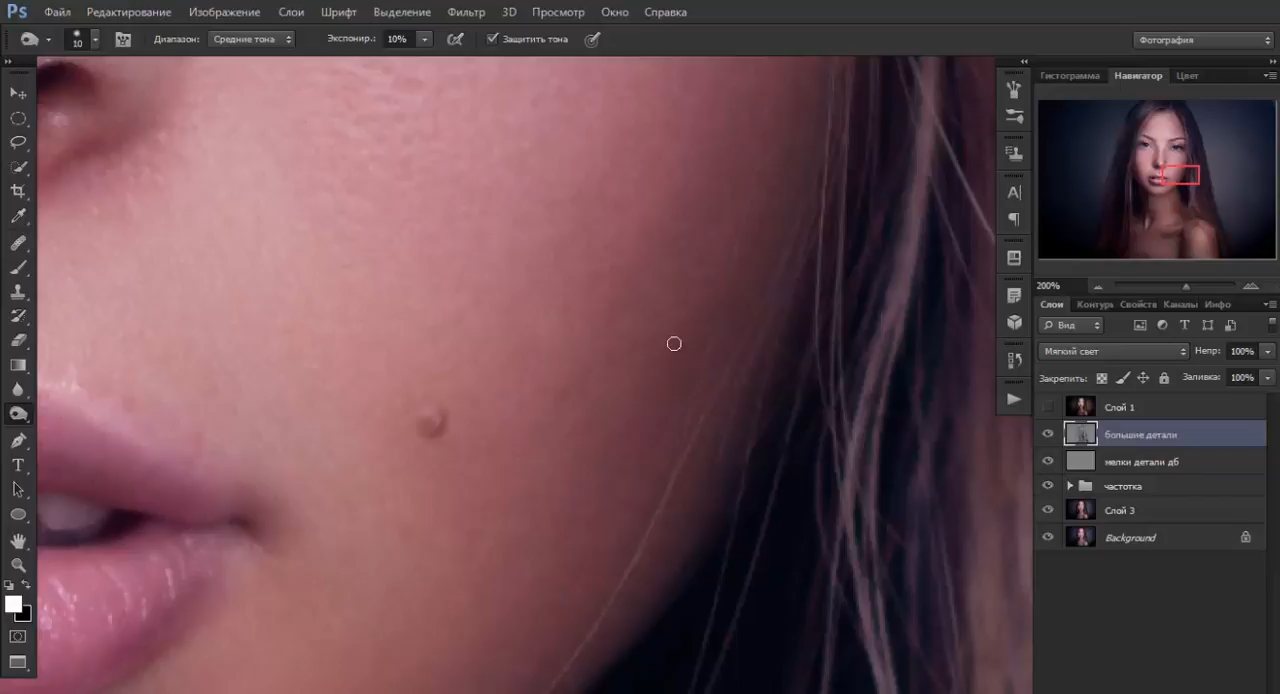 Ps Файл Редактирование Изображение Слои Шрифт Выделение Фильтр 3D Просмотр Окно Справка
10 Диапазон: Средние тона Экспонир.: 10% Защитить тона Фотография
Гистограмма Навигатор Цвет
200%
Слои Контурь Свойств Каналы Инфо
Вид
Мягкий свет Непр: 100%
Закрепить: Заливка: 100%
Слой 1
большие детали
мелки детали дб
частотка
Слой 3
Background